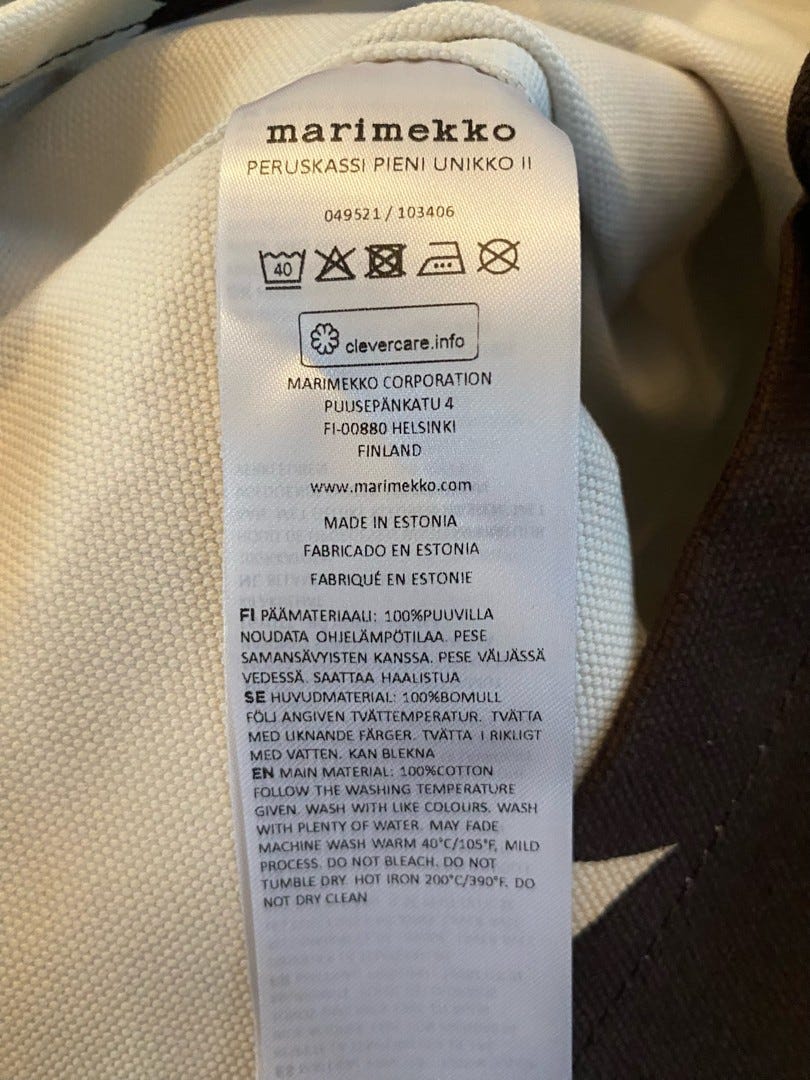 marimekko
PERUSKASSI PIENI UNIKKO II
049521 / 103406
40
clevercare.info
MARIMEKKO CORPORATION
PUUSEPÄNKATU 4
FI-00880 HELSINKI
FINLAND
www.marimekko.com
MADE IN ESTONIA
FABRICADO EN ESTONIA
FABRIQUÉ EN ESTONIE
FI PÄÄMATERIAALI: 100%PUUVILLA
NOUDATA OHJELÄMPÖTILAA. PESE
SAMANSÄVYISTEN KANSSA. PESE VÄLJÄSSÄ
VEDESSÄ. SAATTAA HAALISTUA
SE HUVUDMATERIAL: 100%BOMULL
FÖLJ ANGIVEN TVÄTTEMPERATUR. TVÄTTA
MED LIKNANDE FÄRGER. TVÄTTA I RIKLIGT
MED VATTEN. KAN BLEKNA
EN MAIN MATERIAL: 100%COTTON
FOLLOW THE WASHING TEMPERATURE
GIVEN. WASH WITH LIKE COLOURS. WASH
WITH PLENTY OF WATER. MAY FADE
MACHINE WASH WARM 40°C/105°F, MILD
PROCESS. DO NOT BLEACH. DO NOT
TUMBLE DRY. HOT IRON 200°C/390°F. DO
NOT DRY CLEAN